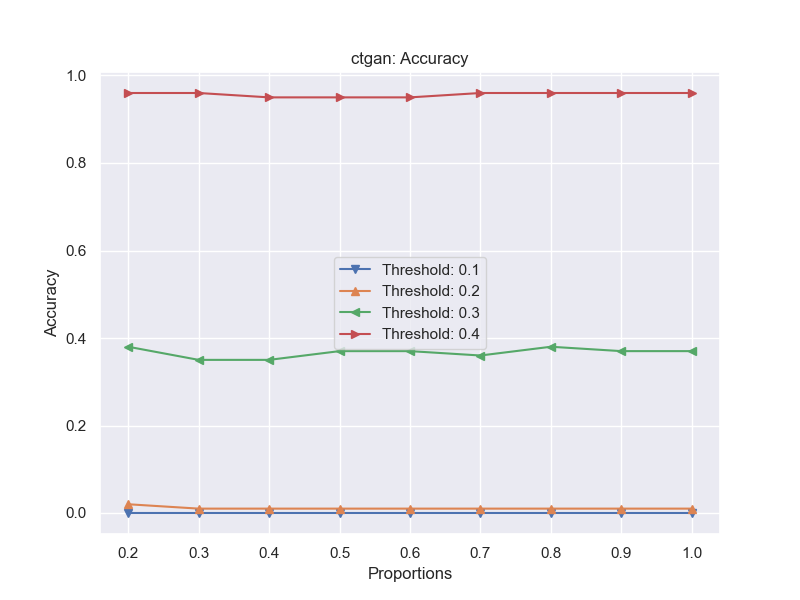 ctgan: Accuracy
1.0
0.8
0.6
0.4
0.2
0.0
Accuracy
Threshold: 0.1
Threshold: 0.2
Threshold: 0.3
Threshold: 0.4
0.2 0.3 0.4 0.5 0.6 0.7 0.8 0.9 1.0
Proportions